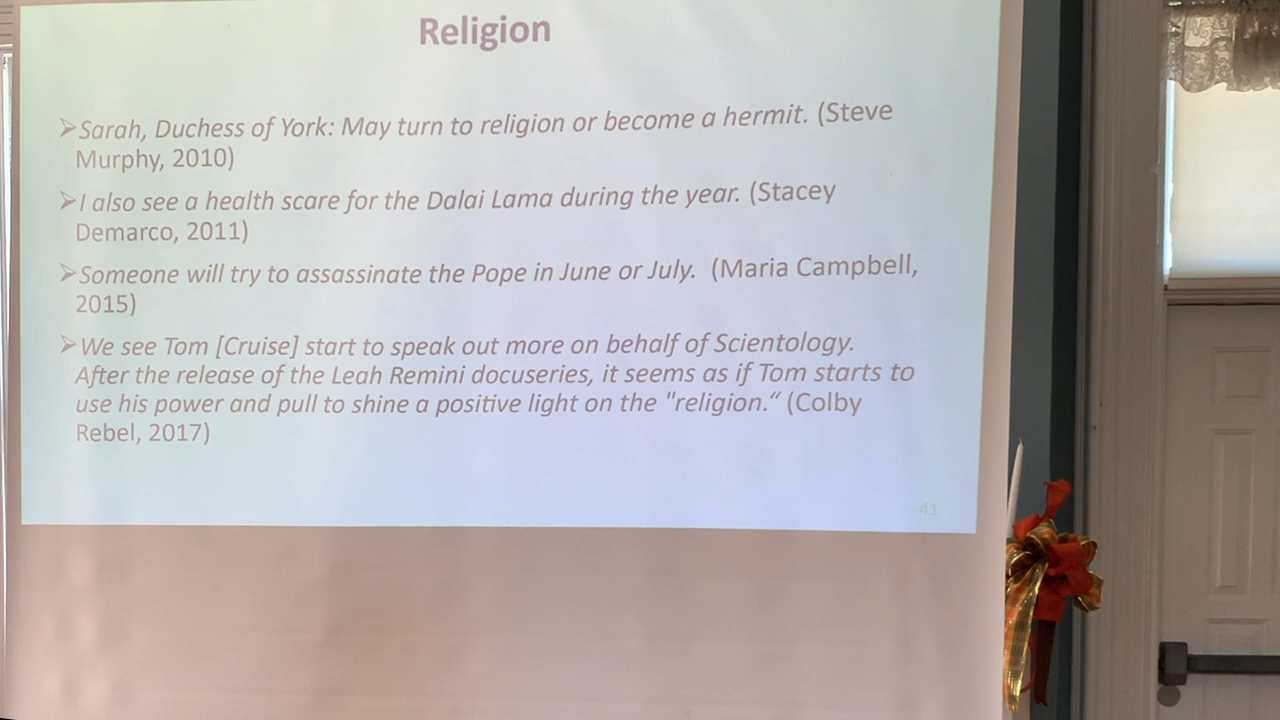 Religion
➢Sarah, Duchess of York: May turn to religion or become a hermit. (Steve
Murphy, 2010)
➢I also see a health scare for the Dalai Lama during the year. (Stacey
Demarco, 2011)
➢Someone will try to assassinate the Pope in June or July.  (Maria Campbell,
2015)
➢We see Tom [Cruise] start to speak out more on behalf of Scientology.
After the release of the Leah Remini docuseries, it seems as if Tom starts to
use his power and pull to shine a positive light on the "religion.“ (Colby
Rebel, 2017)
41